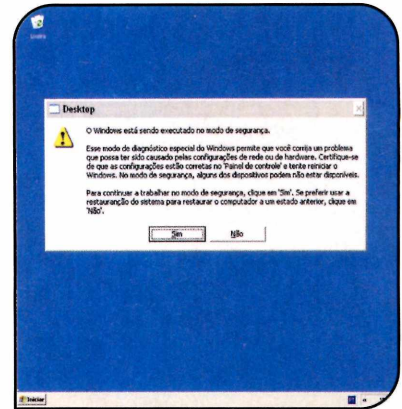 Lixeira
Desktop
O Windows está sendo executado no modo de segurança.
Esse modo de diagnóstico especial do Windows permite que você corrija um problema
que possa ter sido causado pelas configurações de rede ou de hardware. Certifique-se
de que as configurações estão corretas no 'Painel de controle' e tente reiniciar o
Windows. No modo de segurança, alguns dos dispositivos podem não estar disponíveis.
Para continuar a trabalhar no modo de segurança, clique em 'Sim'. Se preferir usar a
restauranção do sistema para restaurar o computador a um estado anterior, clique em
'Não'.
Sim
Não
Iniciar
PT